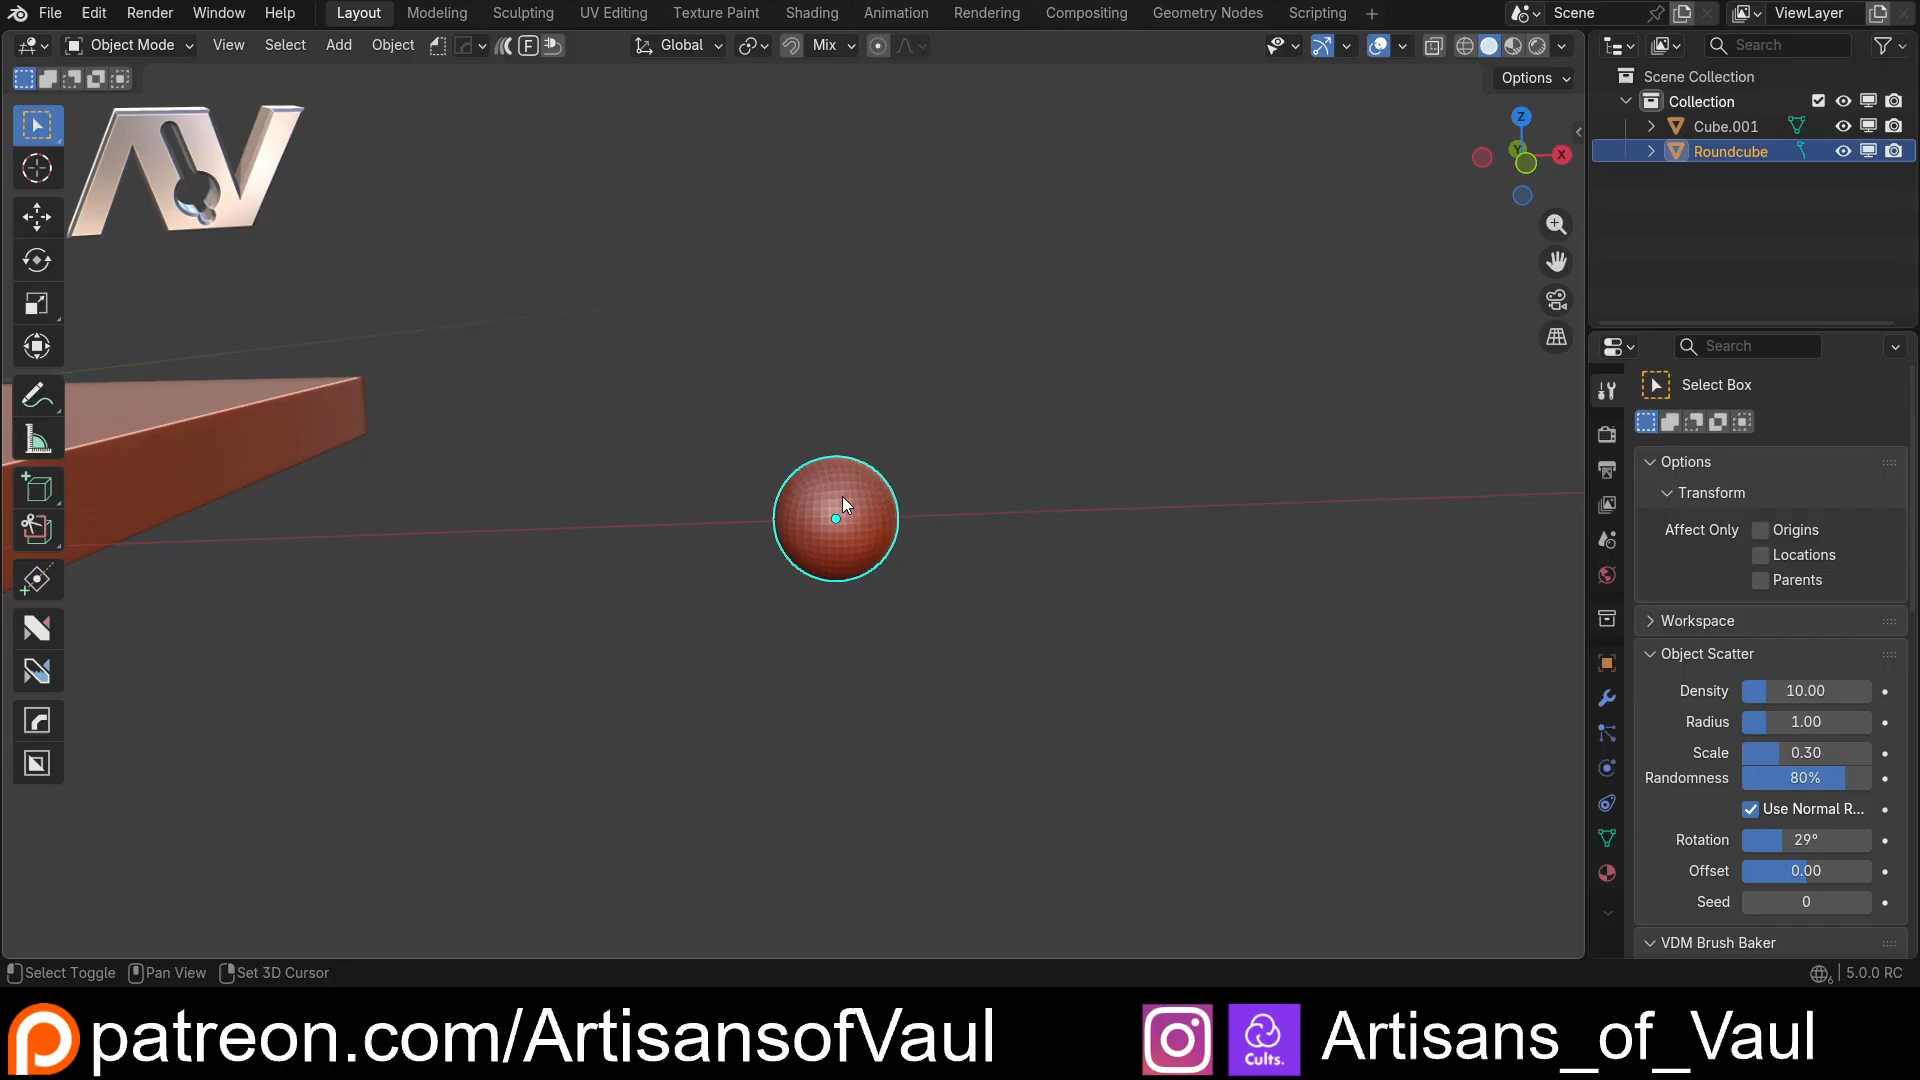 File Edit Render Window Help Layout Modeling Sculpting UV Editing Texture Paint Shading Animation Rendering Compositing Geometry Nodes Scripting Scene ViewLayer
Object Mode View Select Add Object F Global Mix Search
Options
Z
Y
X
AV
Scene Collection
Collection
Cube.001
Roundcube
Search
Select Box
Options
Transform
Affect Only Origins
Locations
Parents
Workspace
Object Scatter
Density 10.00
Radius 1.00
Scale 0.30
Randomness 80%
Use Normal R...
Rotation 29°
Offset 0.00
Seed 0
VDM Brush Baker
Select Toggle Pan View Set 3D Cursor 6 5.0.0 RC
patreon.com/ArtisansofVaul Cults. Artisans_of_Vaul